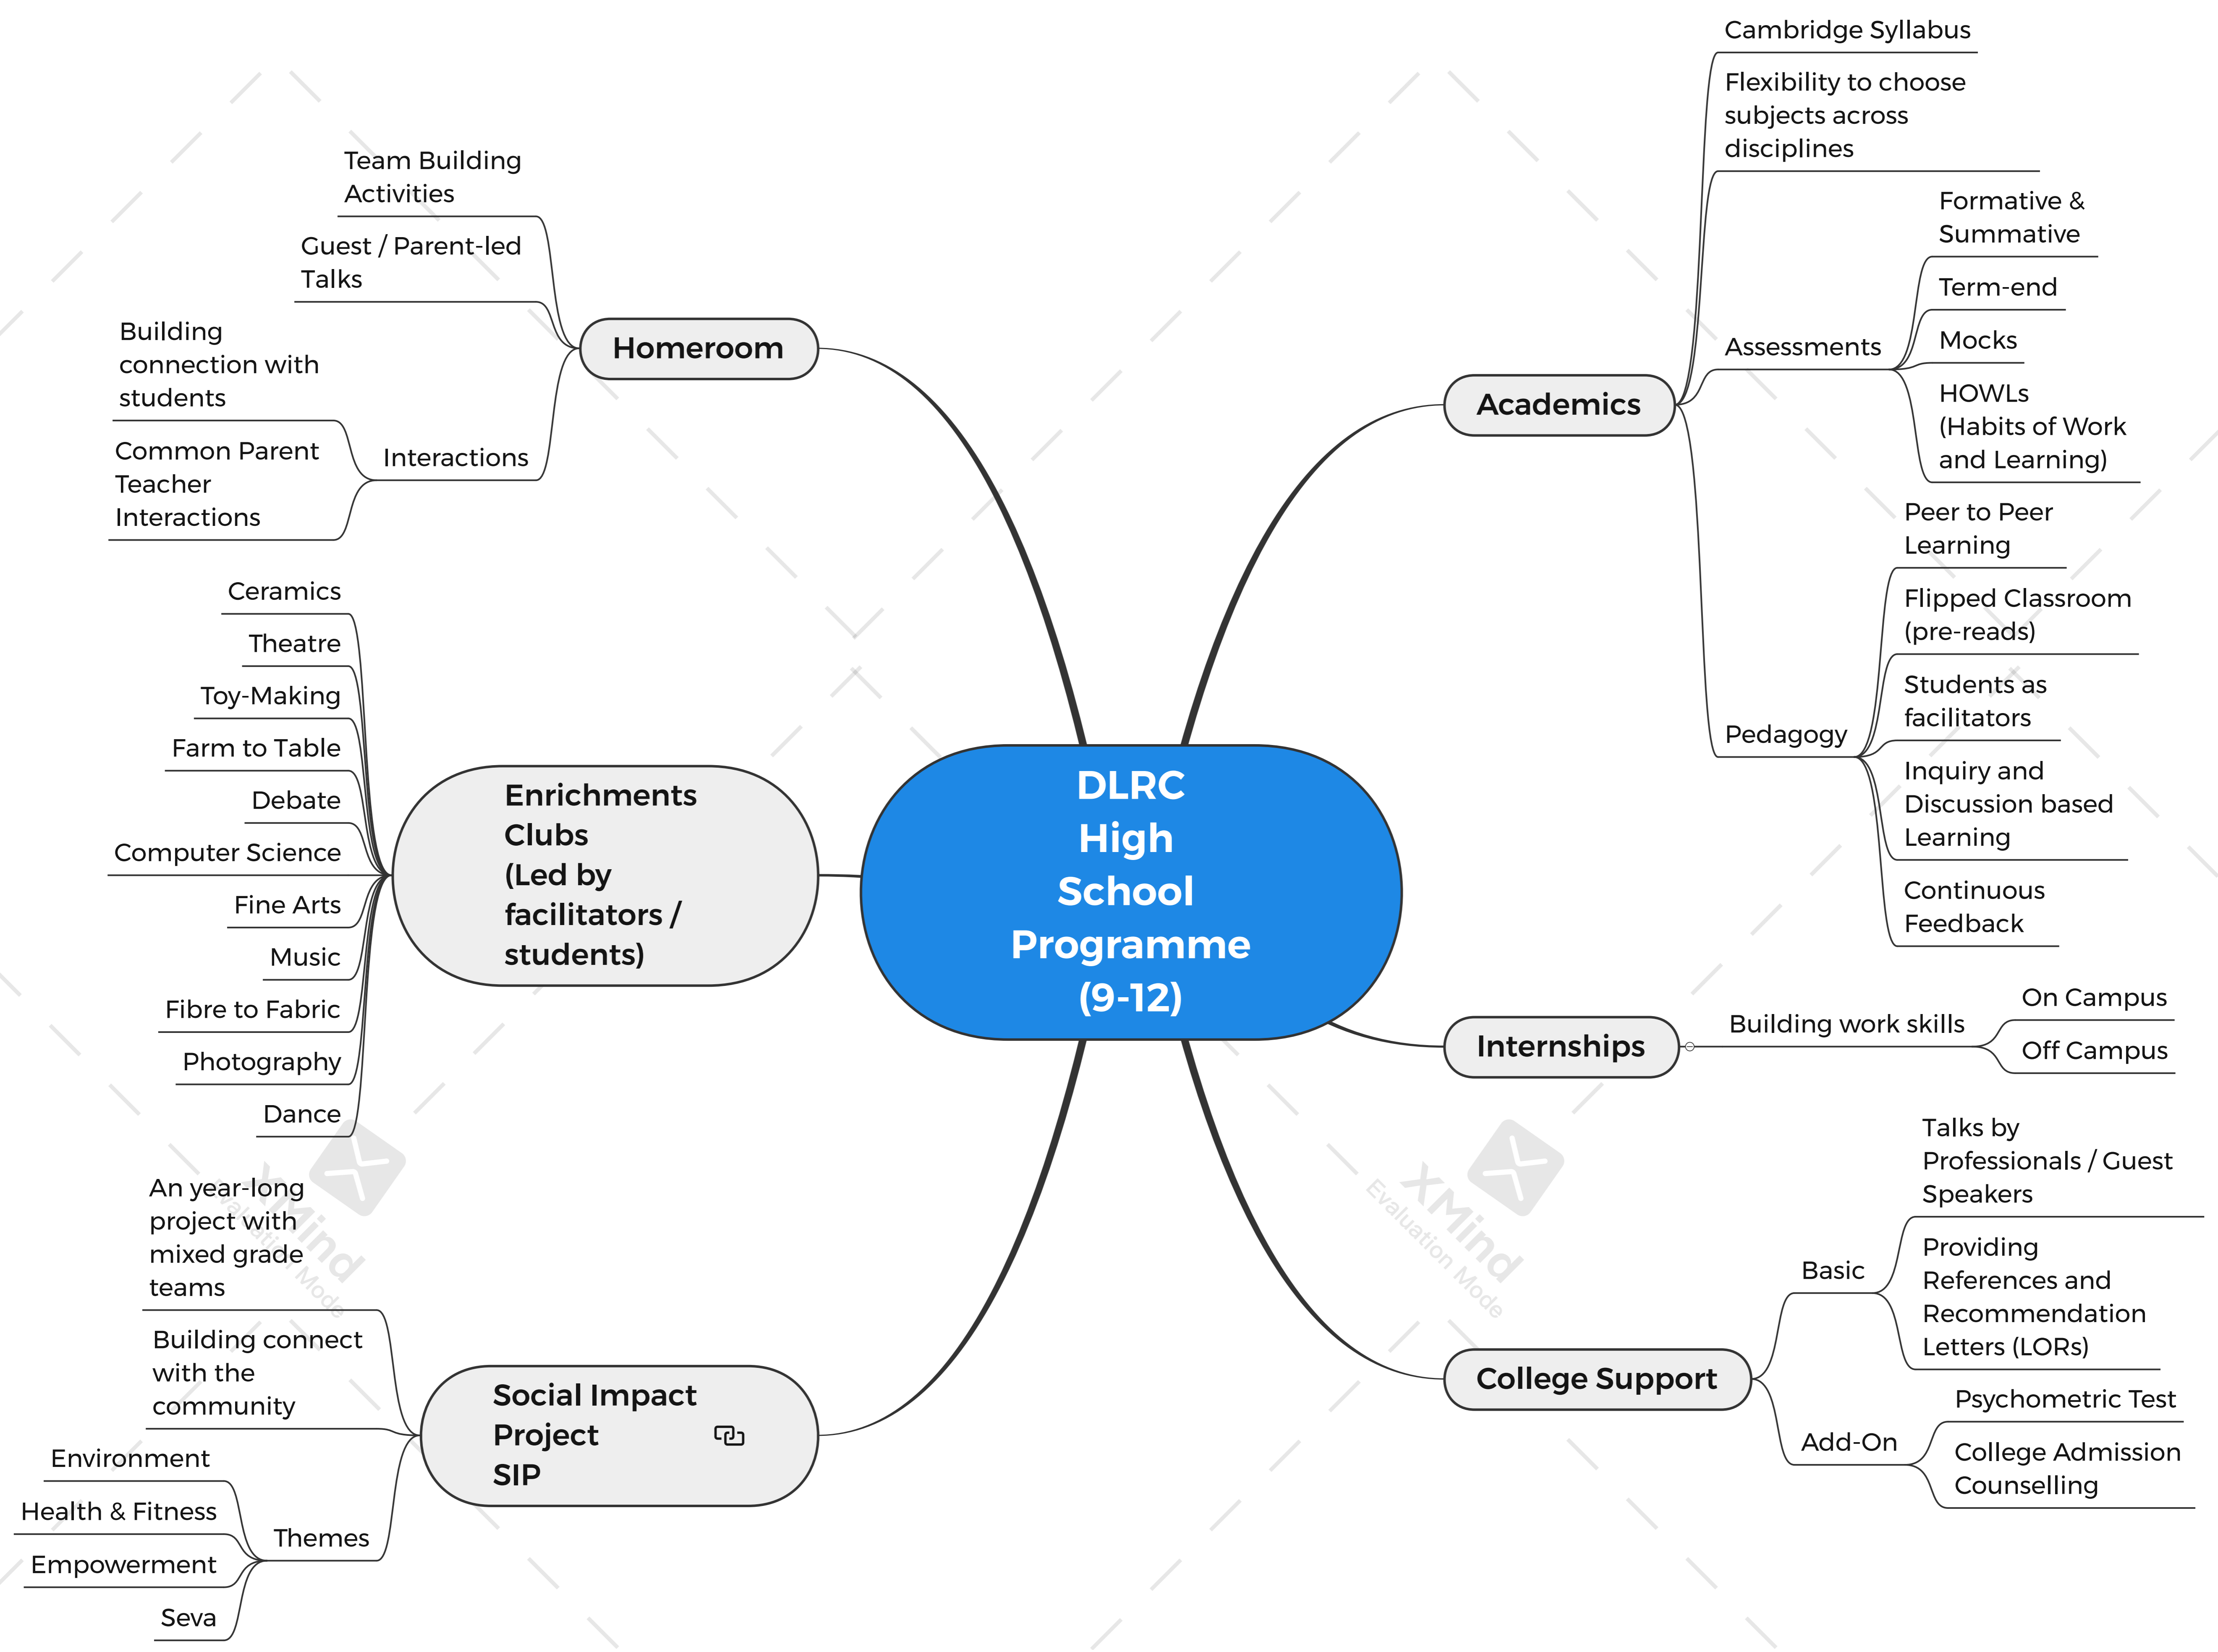 DLRC
High
School
Programme
(9-12)
Academics
Cambridge Syllabus
Flexibility to choose
subjects across
disciplines
Assessments
Formative &
Summative
Term-end
Mocks
HOWLs
(Habits of Work
and Learning)
Pedagogy
Peer to Peer
Learning
Flipped Classroom
(pre-reads)
Students as
facilitators
Inquiry and
Discussion based
Learning
Continuous
Feedback
Internships
Building work skills
On Campus
Off Campus
College Support
Basic
Talks by
Professionals / Guest
Speakers
Providing
References and
Recommendation
Letters (LORs)
Add-On
Psychometric Test
College Admission
Counselling
Homeroom
Team Building
Activities
Guest / Parent-led
Talks
Interactions
Building
connection with
students
Common Parent
Teacher
Interactions
Enrichments
Clubs
(Led by
facilitators /
students)
Ceramics
Theatre
Toy-Making
Farm to Table
Debate
Computer Science
Fine Arts
Music
Fibre to Fabric
Photography
Dance
Social Impact
Project
SIP
An year-long
project with
mixed grade
teams
Building connect
with the
community
Themes
Environment
Health & Fitness
Empowerment
Seva
XMind
Evaluation Mode
XMind
Evaluation Mode